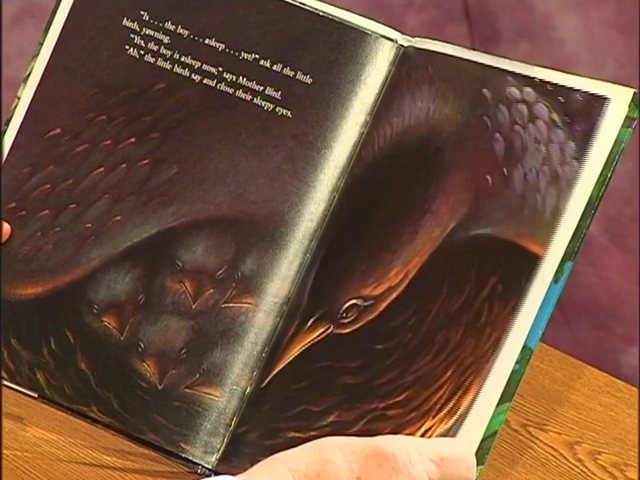 "Is . . . the boy . . . asleep . . . yet?" ask all the little
birds, yawning.
"Yes, the boy is asleep now," says Mother Bird.
"Ah," the little birds say and close their sleepy eyes.